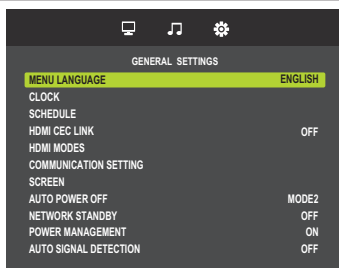 GENERAL SETTINGS
MENU LANGUAGE ENGLISH
CLOCK
SCHEDULE
HDMI CEC LINK OFF
HDMI MODES
COMMUNICATION SETTING
SCREEN
AUTO POWER OFF MODE2
NETWORK STANDBY OFF
POWER MANAGEMENT ON
AUTO SIGNAL DETECTION OFF